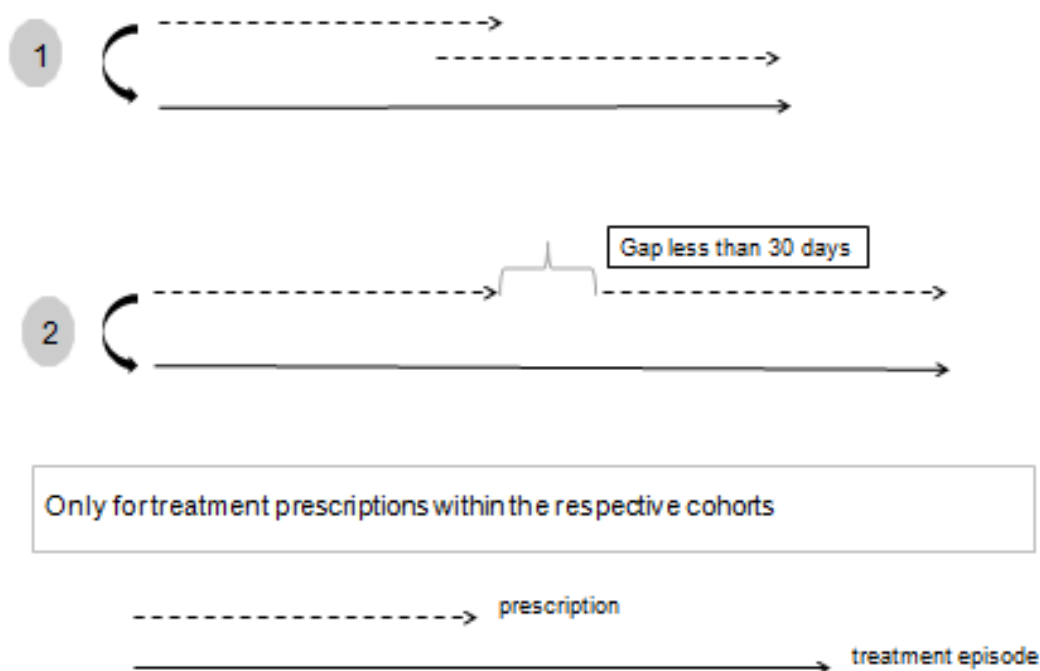 1
Gap less than 30 days
2
Only for treatment prescriptions within the respective cohorts
prescription
treatment episode